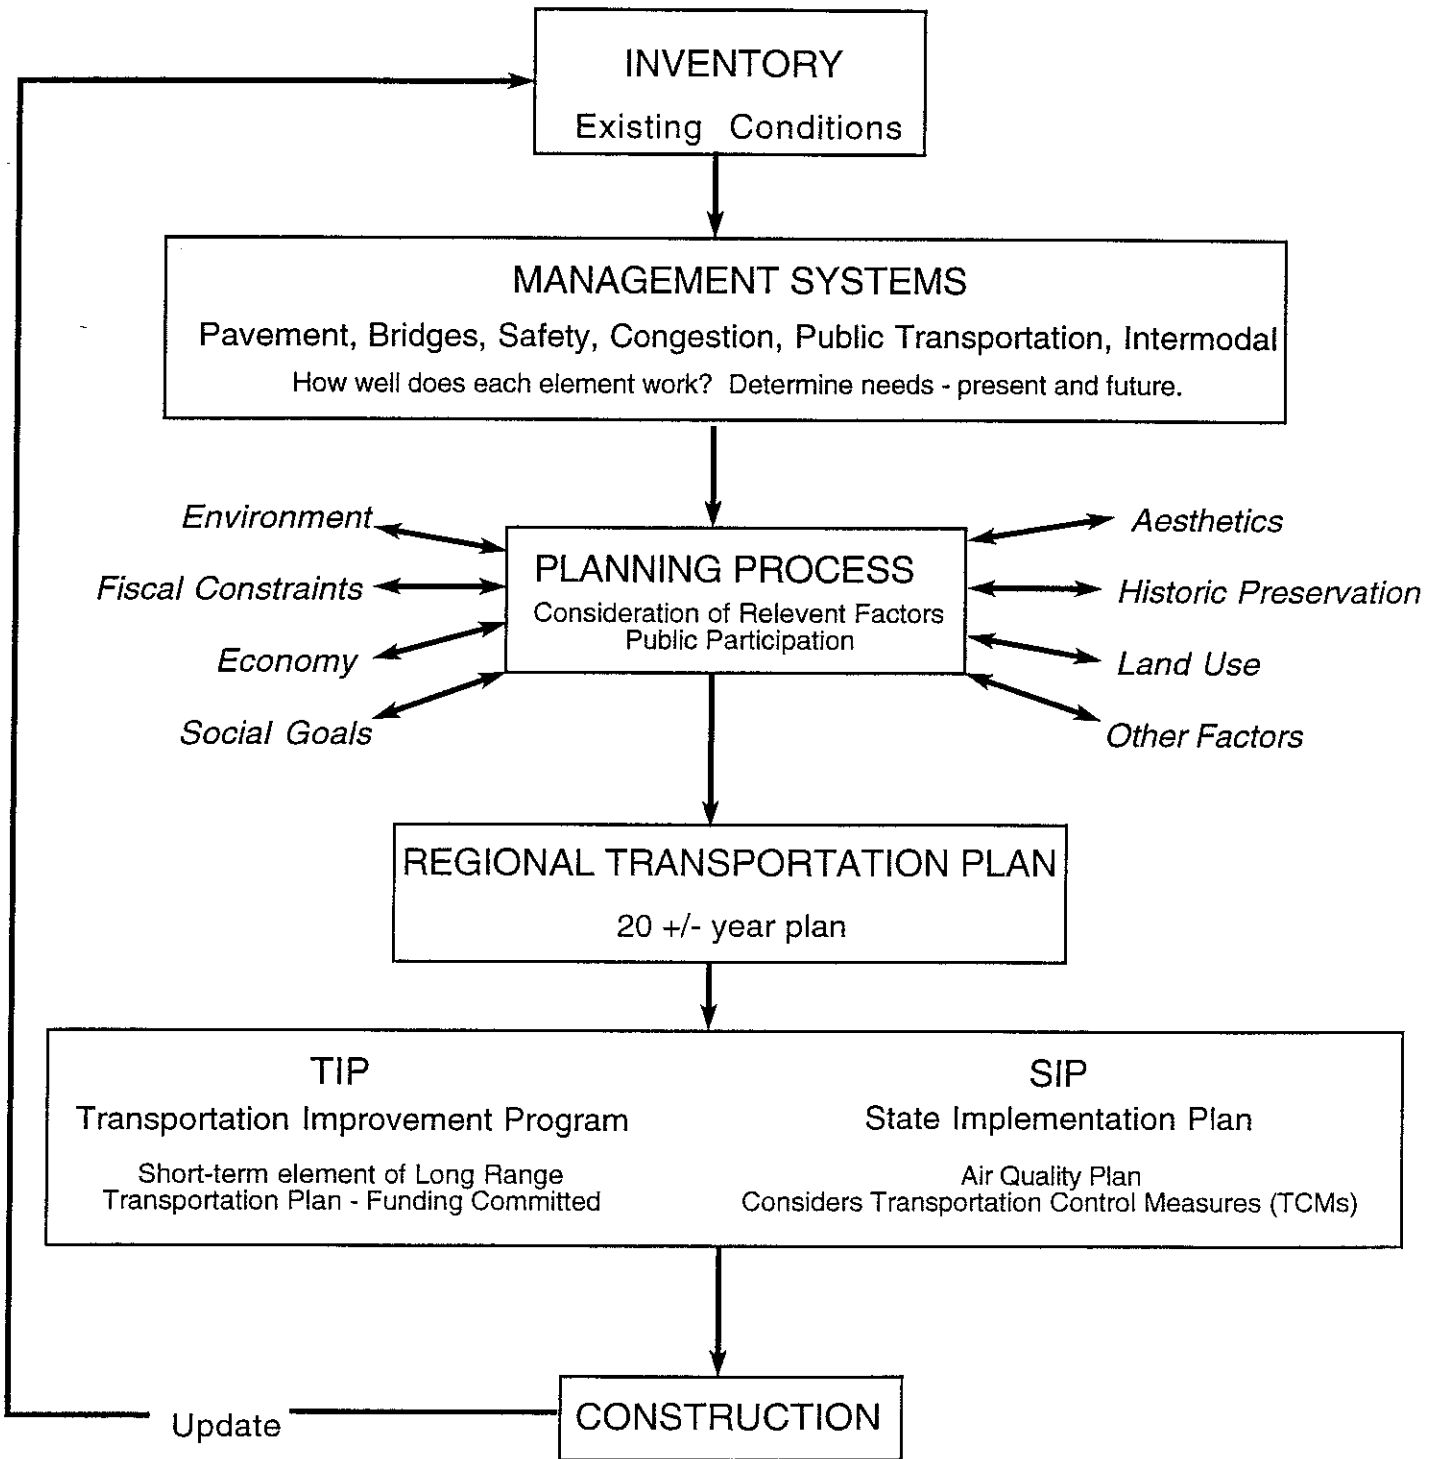 INVENTORY
Existing Conditions
MANAGEMENT SYSTEMS
Pavement, Bridges, Safety, Congestion, Public Transportation, Intermodal
How well does each element work? Determine needs - present and future.
Environment
Fiscal Constraints
Economy
Social Goals
PLANNING PROCESS
Consideration of Relevent Factors
Public Participation
Aesthetics
Historic Preservation
Land Use
Other Factors
REGIONAL TRANSPORTATION PLAN
20 +/- year plan
TIP
Transportation Improvement Program
Short-term element of Long Range
Transportation Plan - Funding Committed
SIP
State Implementation Plan
Air Quality Plan
Considers Transportation Control Measures (TCMs)
Update
CONSTRUCTION